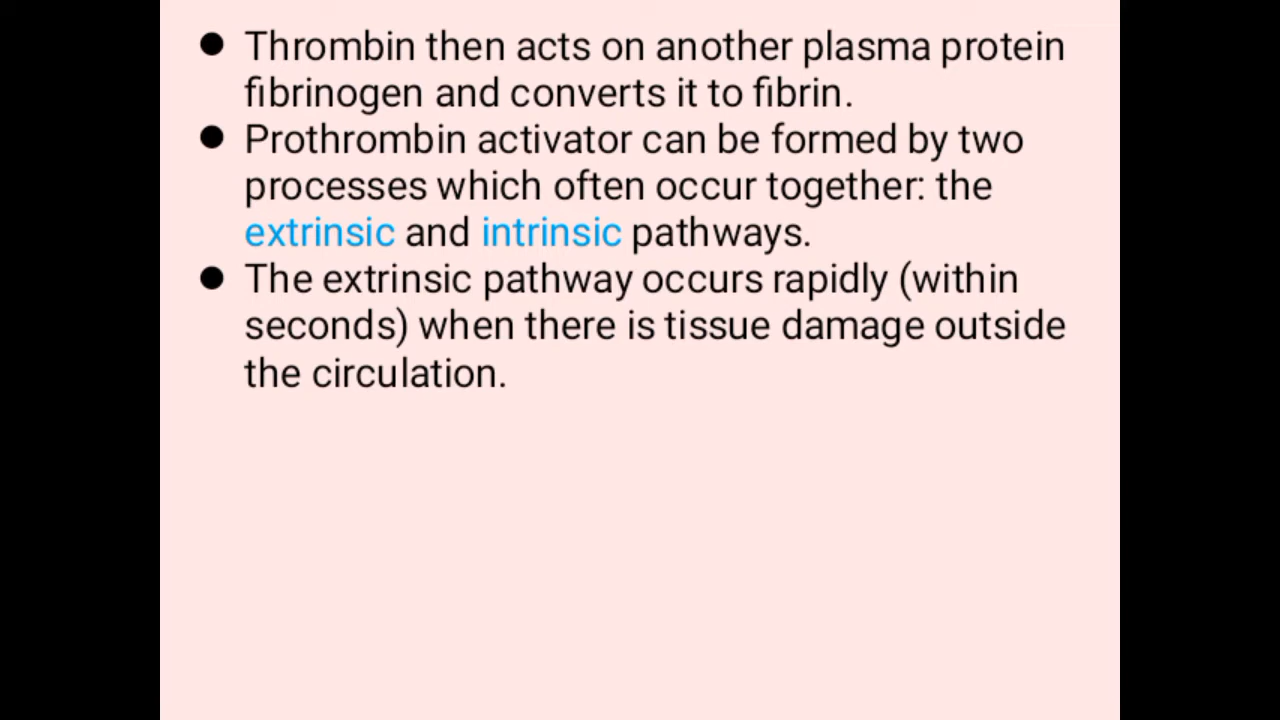 ● Thrombin then acts on another plasma protein
fibrinogen and converts it to fibrin.
● Prothrombin activator can be formed by two
processes which often occur together: the
extrinsic and intrinsic pathways.
● The extrinsic pathway occurs rapidly (within
seconds) when there is tissue damage outside
the circulation.